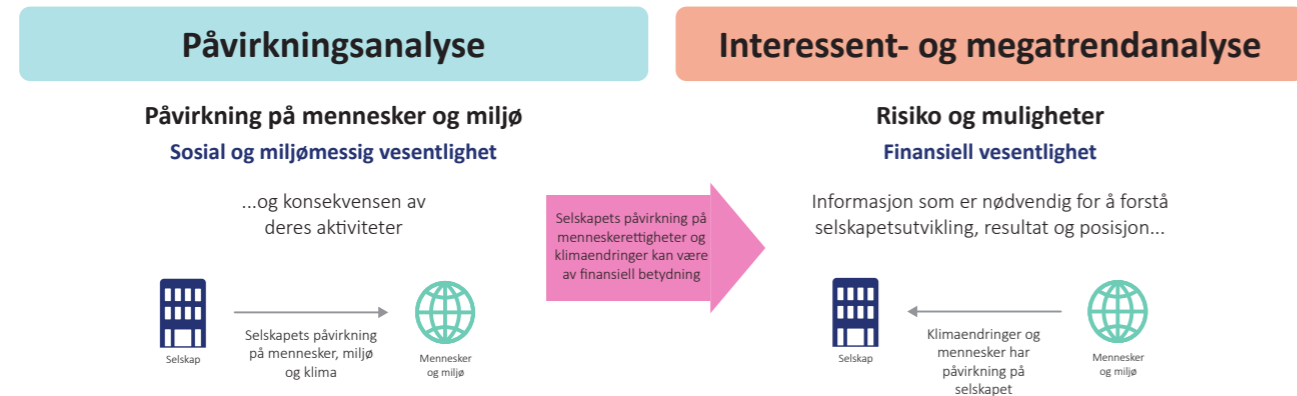 Påvirkningsanalyse
Påvirkning på mennesker og miljø
Sosial og miljømessig vesentlighet
...og konsekvensen av
deres aktiviteter
Selskap
Selskapets påvirkning
på mennesker, miljø
og klima
Mennesker
og miljø
Selskapets påvirkning på
menneskerettigheter og
klimaendringer kan være
av finansiell betydning
Interessent- og megatrendanalyse
Risiko og muligheter
Finansiell vesentlighet
Informasjon som er nødvendig for å forstå
selskapetsutvikling, resultat og posisjon...
Selskap
Klimaendringer og
mennesker har
påvirkning på
selskapet
Mennesker
og miljø